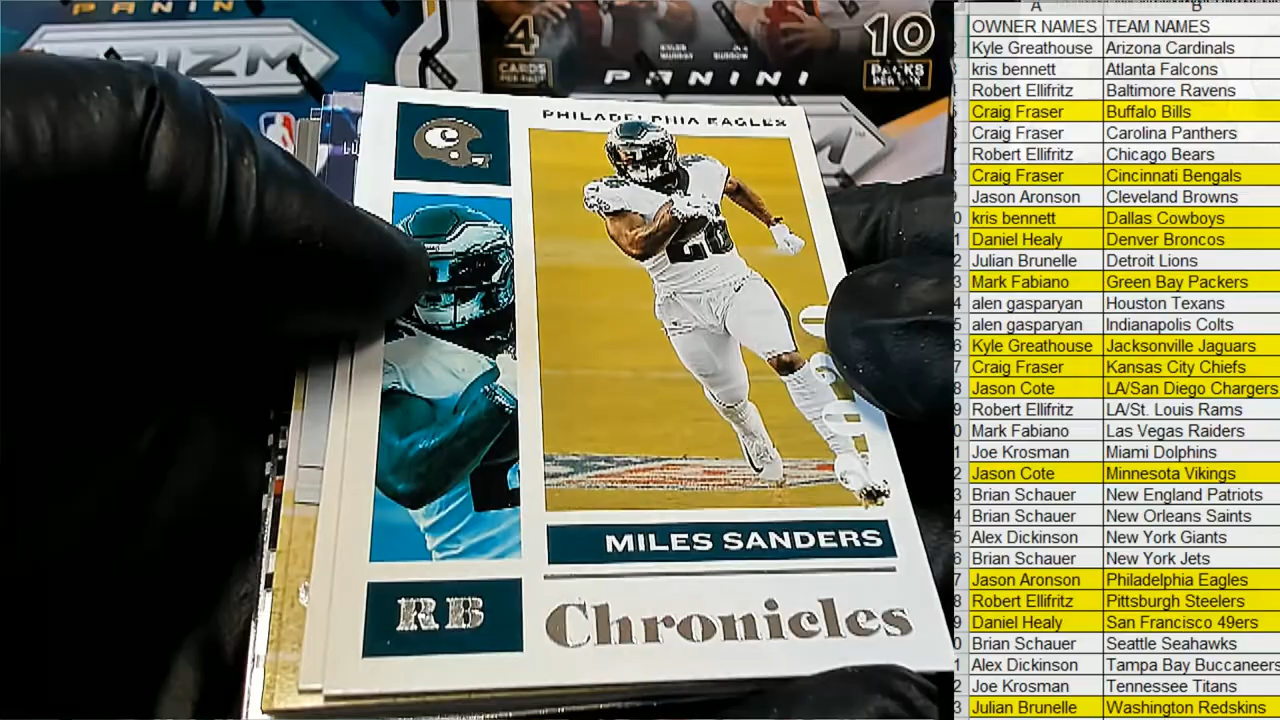 PANINI
PRIZM
4
CARDS
PER PACK
10
PACKS
PER BOX
PANINI
PHILADELPHIA EAGLES
26
2020
MILES SANDERS
RB
Chronicles
A B
OWNER NAMES TEAM NAMES
Kyle Greathouse Arizona Cardinals
kris bennett Atlanta Falcons
Robert Ellifritz Baltimore Ravens
Craig Fraser Buffalo Bills
Craig Fraser Carolina Panthers
Robert Ellifritz Chicago Bears
Craig Fraser Cincinnati Bengals
Jason Aronson Cleveland Browns
kris bennett Dallas Cowboys
Daniel Healy Denver Broncos
Julian Brunelle Detroit Lions
Mark Fabiano Green Bay Packers
alen gasparyan Houston Texans
alen gasparyan Indianapolis Colts
Kyle Greathouse Jacksonville Jaguars
Craig Fraser Kansas City Chiefs
Jason Cote LA/San Diego Chargers
Robert Ellifritz LA/St. Louis Rams
Mark Fabiano Las Vegas Raiders
Joe Krosman Miami Dolphins
Jason Cote Minnesota Vikings
Brian Schauer New England Patriots
Brian Schauer New Orleans Saints
Alex Dickinson New York Giants
Brian Schauer New York Jets
Jason Aronson Philadelphia Eagles
Robert Ellifritz Pittsburgh Steelers
Daniel Healy San Francisco 49ers
Brian Schauer Seattle Seahawks
Alex Dickinson Tampa Bay Buccaneers
Joe Krosman Tennessee Titans
Julian Brunelle Washington Redskins